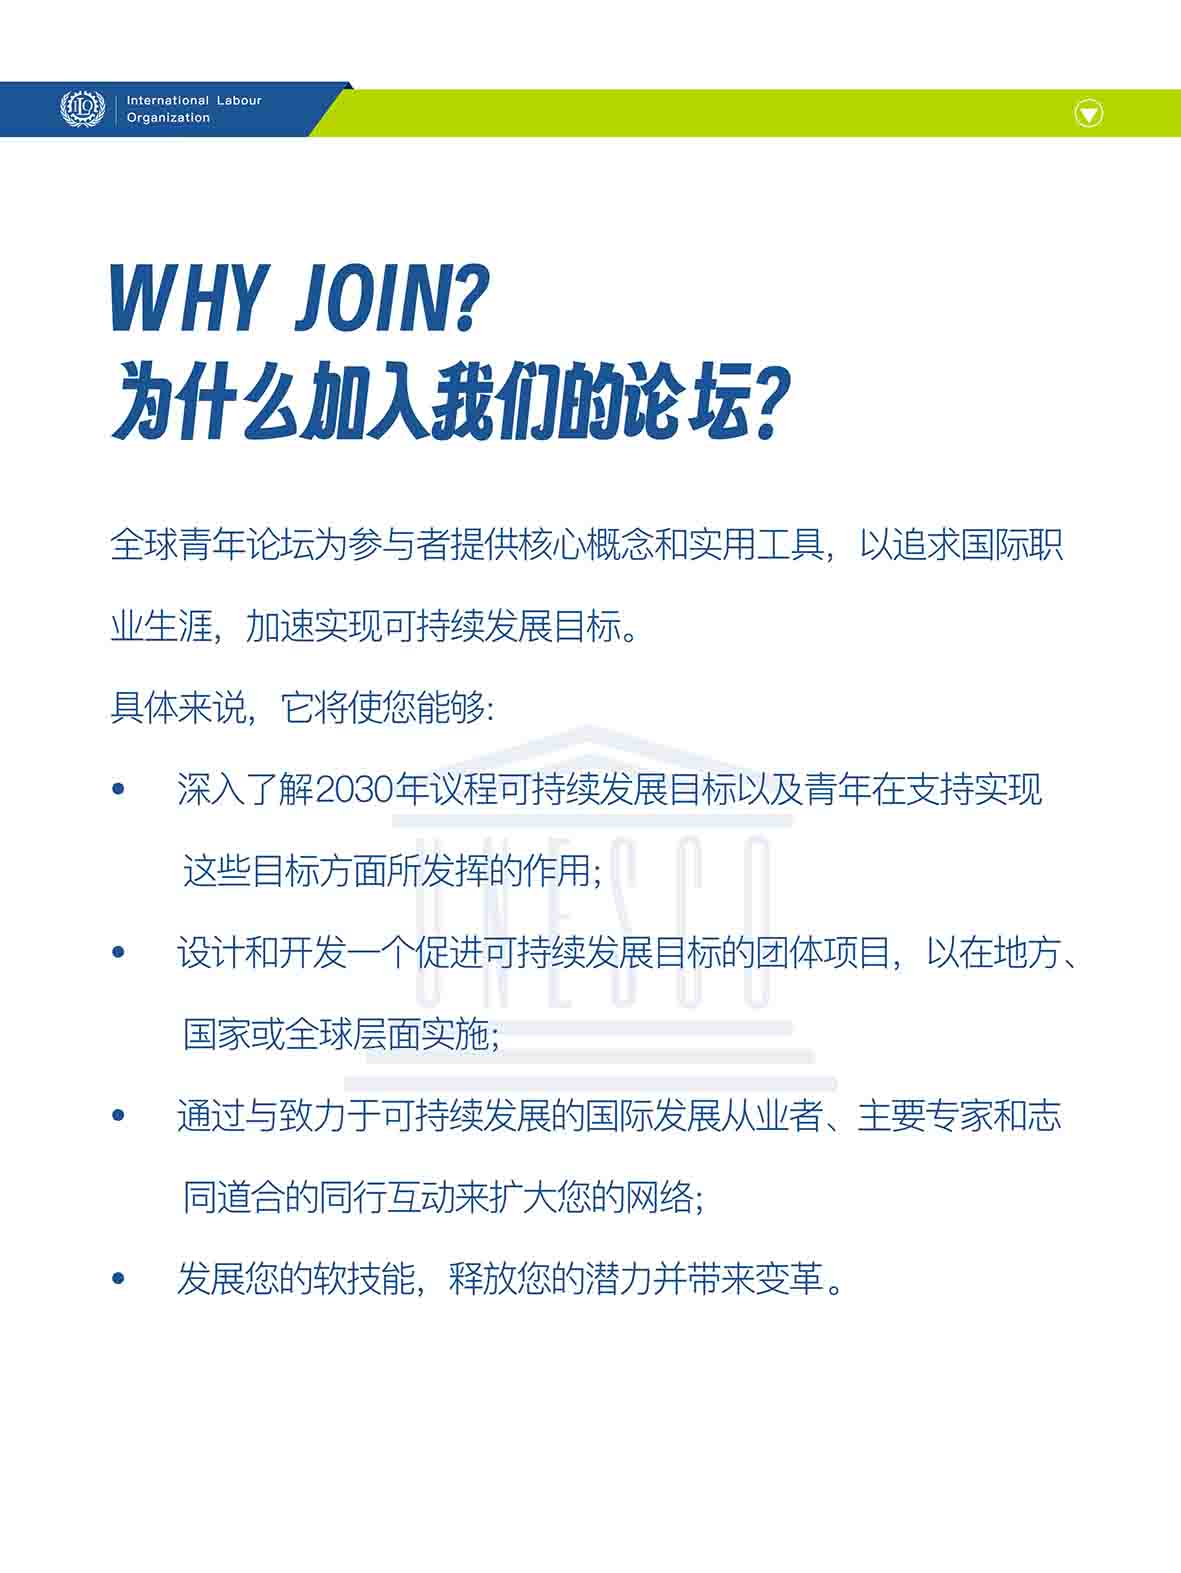 International Labour
Organization
WHY JOIN?
为什么加入我们的论坛?
全球青年论坛为参与者提供核心概念和实用工具，以追求国际职
业生涯，加速实现可持续发展目标。
具体来说，它将使您能够:
• 深入了解2030年议程可持续发展目标以及青年在支持实现
这些目标方面所发挥的作用;
UNESCO
• 设计和开发一个促进可持续发展目标的团体项目，以在地方、
国家或全球层面实施;
• 通过与致力于可持续发展的国际发展从业者、主要专家和志
同道合的同行互动来扩大您的网络;
• 发展您的软技能，释放您的潜力并带来变革。